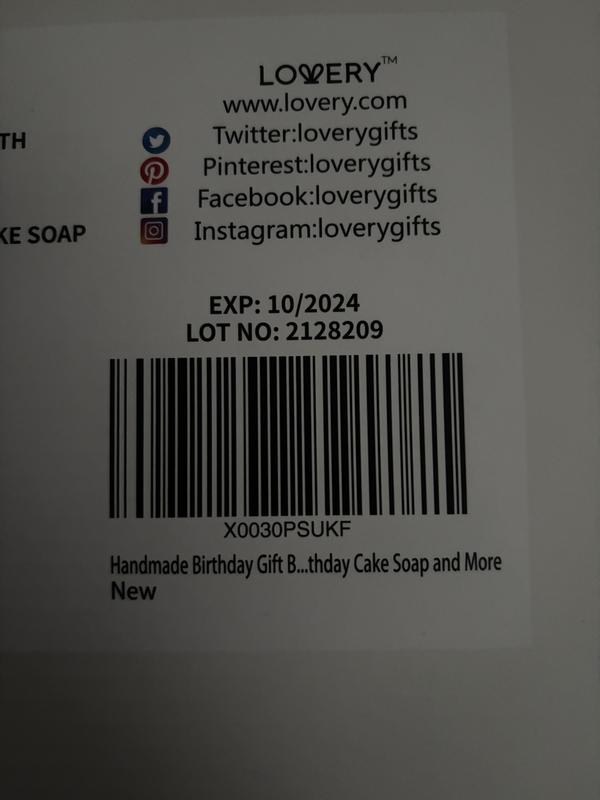 LOVERY™
www.lovery.com
TH
Twitter:loverygifts
Pinterest:loverygifts
Facebook:loverygifts
KE SOAP
Instagram:loverygifts
EXP: 10/2024
LOT NO: 2128209
X0030PSUKF
Handmade Birthday Gift B...thday Cake Soap and More
New